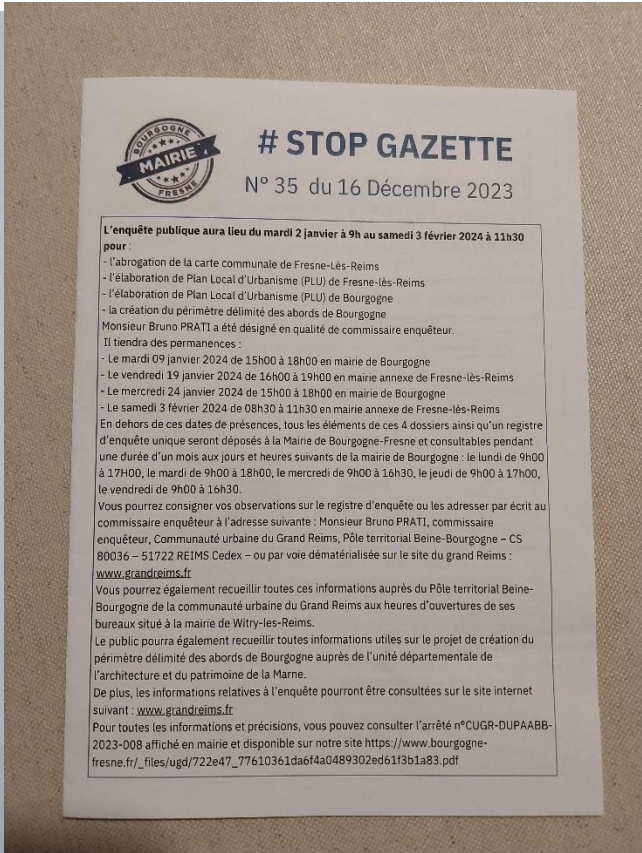 BOURGOGNE
MAIRIE
FRESNE
# STOP GAZETTE
N° 35 du 16 Décembre 2023
L'enquête publique aura lieu du mardi 2 janvier à 9h au samedi 3 février 2024 à 11h30
pour :
- l'abrogation de la carte communale de Fresne-Lès-Reims
- l'élaboration de Plan Local d'Urbanisme (PLU) de Fresne-lès-Reims
- l'élaboration de Plan Local d'Urbanisme (PLU) de Bourgogne
- la création du périmètre délimité des abords de Bourgogne
Monsieur Bruno PRATI a été désigné en qualité de commissaire enquêteur.
Il tiendra des permanences :
- Le mardi 09 janvier 2024 de 15h00 à 18h00 en mairie de Bourgogne
- Le vendredi 19 janvier 2024 de 16h00 à 19h00 en mairie annexe de Fresne-lès-Reims
- Le mercredi 24 janvier 2024 de 15h00 à 18h00 en mairie de Bourgogne
- Le samedi 3 février 2024 de 08h30 à 11h30 en mairie annexe de Fresne-lès-Reims
En dehors de ces dates de présences, tous les éléments de ces 4 dossiers ainsi qu'un registre
d'enquête unique seront déposés à la Mairie de Bourgogne-Fresne et consultables pendant
une durée d'un mois aux jours et heures suivants de la mairie de Bourgogne : le lundi de 9h00
à 17H00, le mardi de 9h00 à 18h00, le mercredi de 9h00 à 16h30, le jeudi de 9h00 à 17h00,
le vendredi de 9h00 à 16h30.
Vous pourrez consigner vos observations sur le registre d'enquête ou les adresser par écrit au
commissaire enquêteur à l'adresse suivante : Monsieur Bruno PRATI, commissaire
enquêteur, Communauté urbaine du Grand Reims, Pôle territorial Beine-Bourgogne – CS
80036 – 51722 REIMS Cedex – ou par voie dématérialisée sur le site du grand Reims :
www.grandreims.fr
Vous pourrez également recueillir toutes ces informations auprès du Pôle territorial Beine-
Bourgogne de la communauté urbaine du Grand Reims aux heures d'ouvertures de ses
bureaux situé à la mairie de Witry-les-Reims.
Le public pourra également recueillir toutes informations utiles sur le projet de création du
périmètre délimité des abords de Bourgogne auprès de l'unité départementale de
l'architecture et du patrimoine de la Marne.
De plus, les informations relatives à l'enquête pourront être consultées sur le site internet
suivant : www.grandreims.fr
Pour toutes les informations et précisions, vous pouvez consulter l'arrêté n°CUGR-DUPAABB-
2023-008 affiché en mairie et disponible sur notre site https://www.bourgogne-
fresne.fr/_files/ugd/722e47_77610361da6f4a0489302ed61f3b1a83.pdf